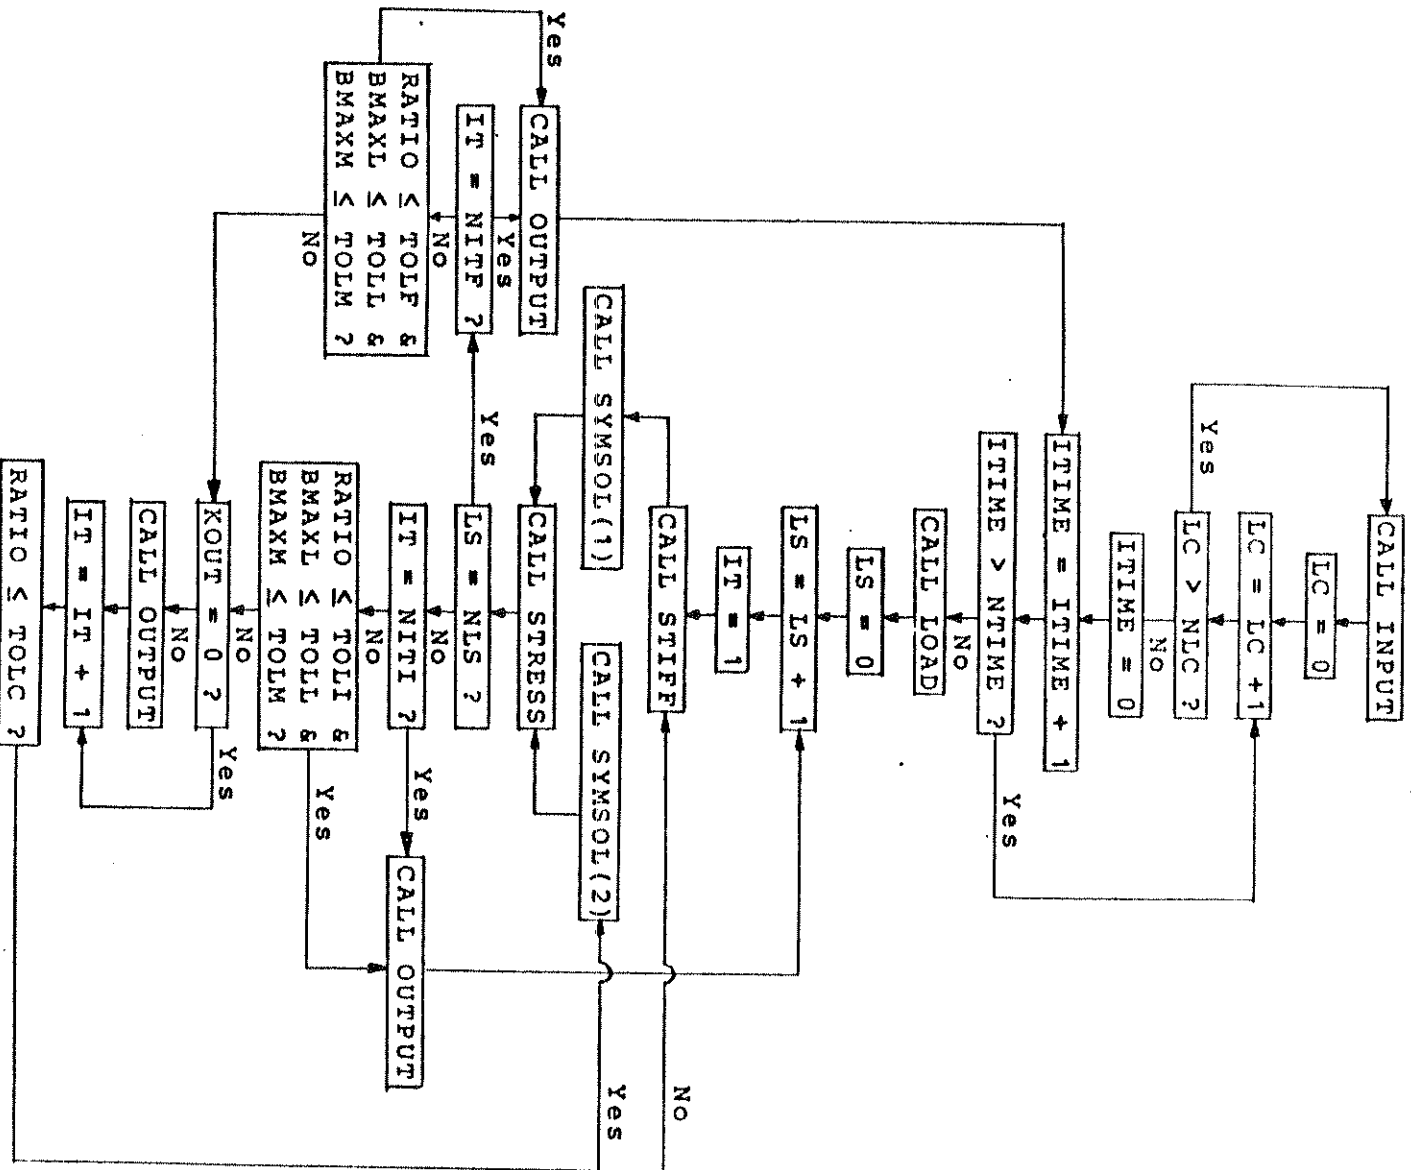 CALL INPUT
LC = 0
LC = LC +1
LC > NLC ?
Yes
No
ITIME = 0
ITIME = ITIME + 1
ITIME > NTIME ?
Yes
No
CALL LOAD
LS = 0
LS = LS + 1
IT = 1
CALL STIFF
No
CALL SYMSOL(1)
CALL SYMSOL(2)
Yes
CALL STRESS
LS = NLS ?
Yes
No
CALL OUTPUT
Yes
IT = NITF ?
Yes
No
RATIO ≤ TOLF &
BMAXL ≤ TOLL &
BMAXM ≤ TOLM ?
No
IT = NITI ?
Yes
No
CALL OUTPUT
RATIO ≤ TOLI &
BMAXL ≤ TOLL &
BMAXM ≤ TOLM ?
Yes
No
KOUT = 0 ?
Yes
No
CALL OUTPUT
IT = IT + 1
RATIO ≤ TOLC ?